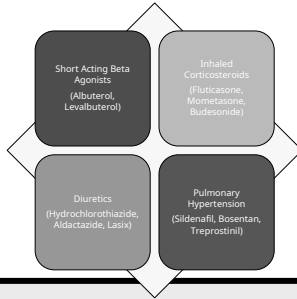 Short Acting Beta
Agonists
(Albuterol,
Levalbuterol)
Inhaled
Corticosteroids
(Fluticasone,
Mometasone,
Budesonide)
Diuretics
(Hydrochlorothiazide,
Aldactazide, Lasix)
Pulmonary
Hypertension
(Sildenafil, Bosentan,
Treprostinil)